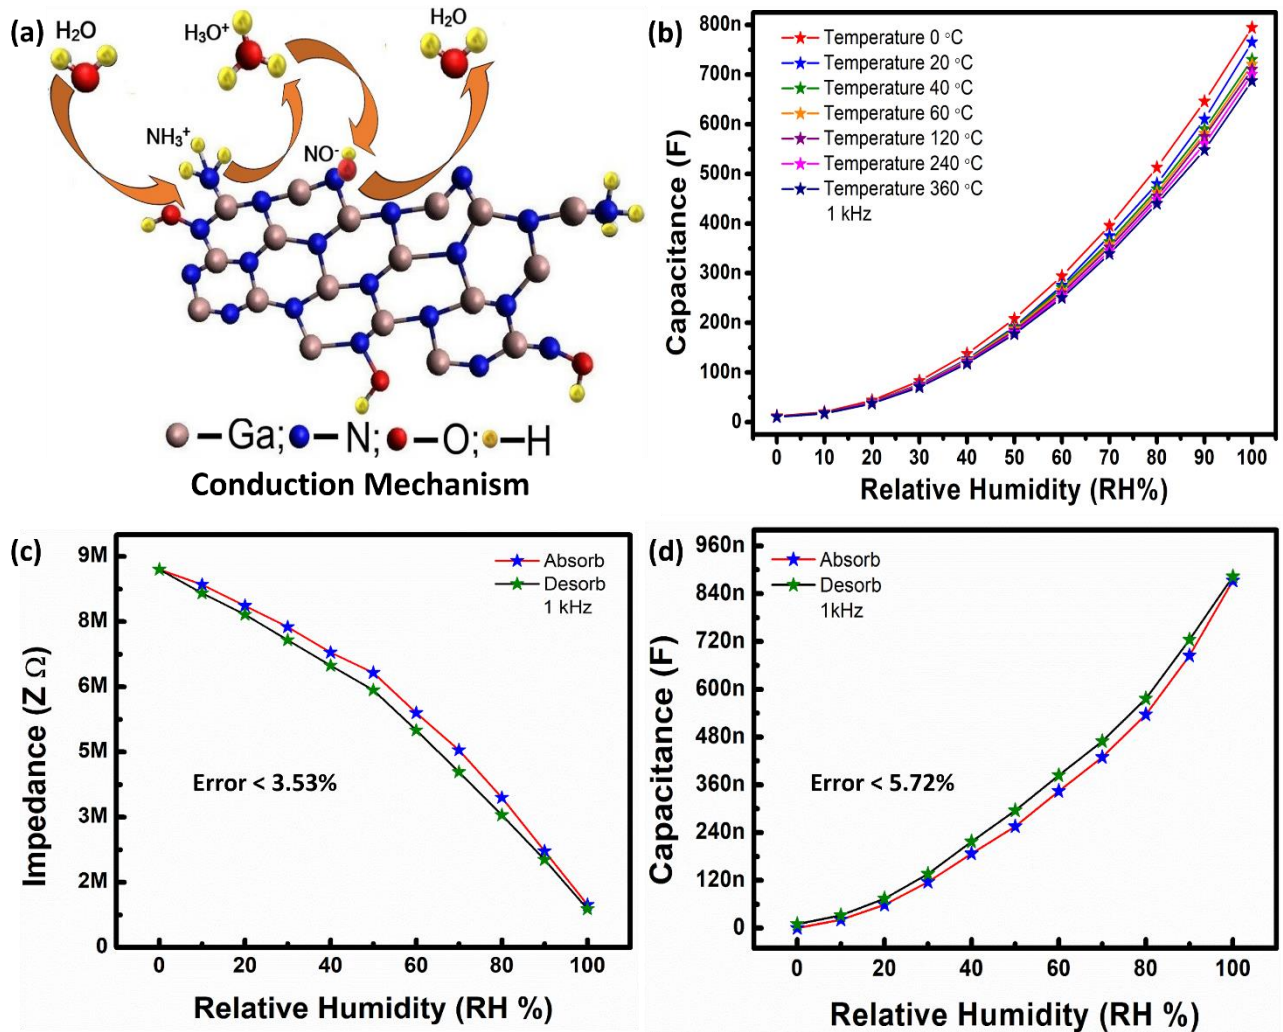 (a)
H₂O
H₃O⁺
H₂O
NH₃⁺
NO⁻
—Ga; —N; —O; —H
Conduction Mechanism
(b)
Temperature 0 °C
Temperature 20 °C
Temperature 40 °C
Temperature 60 °C
Temperature 120 °C
Temperature 240 °C
Temperature 360 °C
1 kHz
Capacitance (F)
800n
700n
600n
500n
400n
300n
200n
100n
0
0 10 20 30 40 50 60 70 80 90 100
Relative Humidity (RH%)
(c)
Absorb
Desorb
1 kHz
Error < 3.53%
Impedance (Z Ω)
9M
8M
6M
5M
3M
2M
0
0 20 40 60 80 100
Relative Humidity (RH %)
(d)
Absorb
Desorb
1kHz
Error < 5.72%
Capacitance (F)
960n
840n
720n
600n
480n
360n
240n
120n
0
0 20 40 60 80 100
Relative Humidity (RH %)